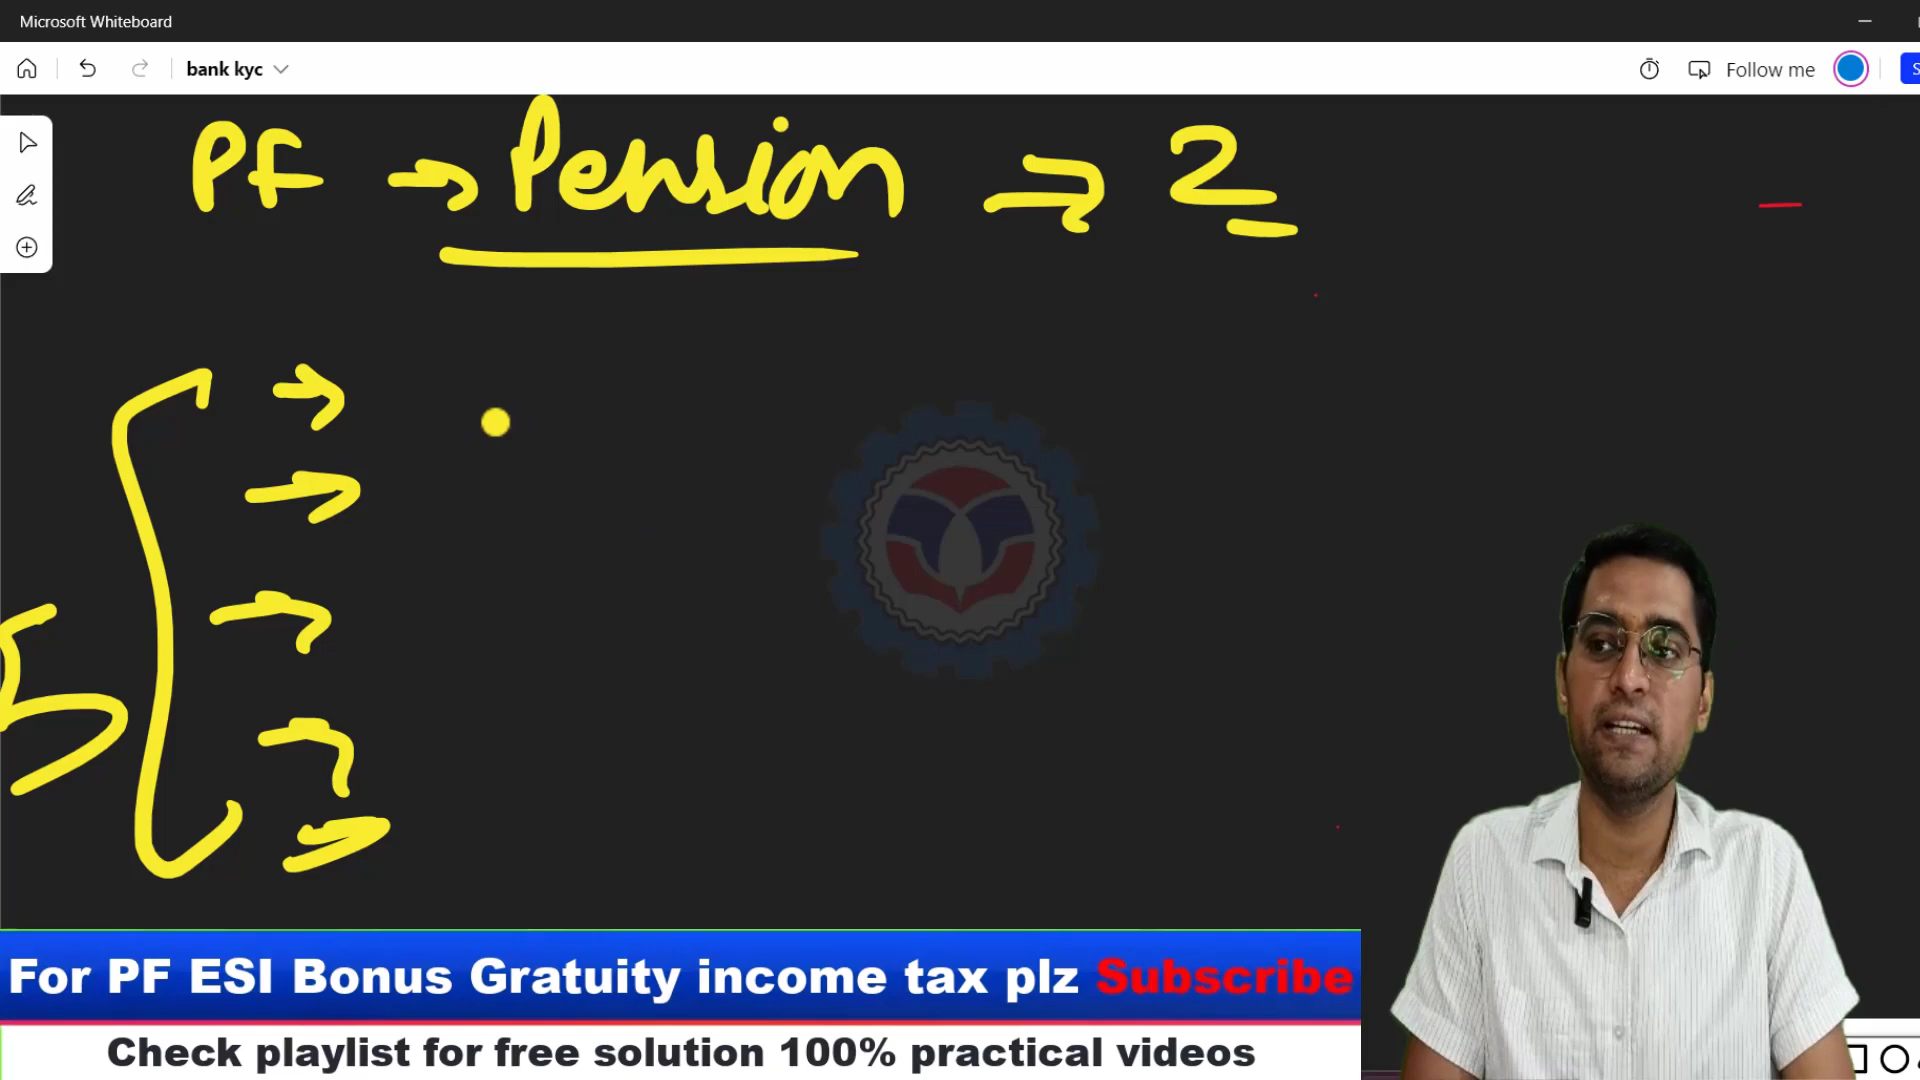 Microsoft Whiteboard
bank kyc
Follow me
S
PF → Pension → 2
5
For PF ESI Bonus Gratuity income tax plz Subscribe
Check playlist for free solution 100% practical videos